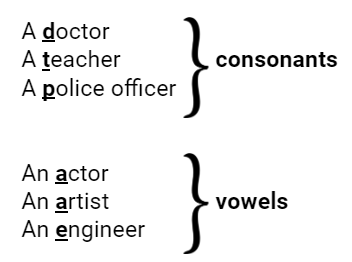 A doctor
A teacher
A police officer
consonants
An actor
An artist
An engineer
vowels